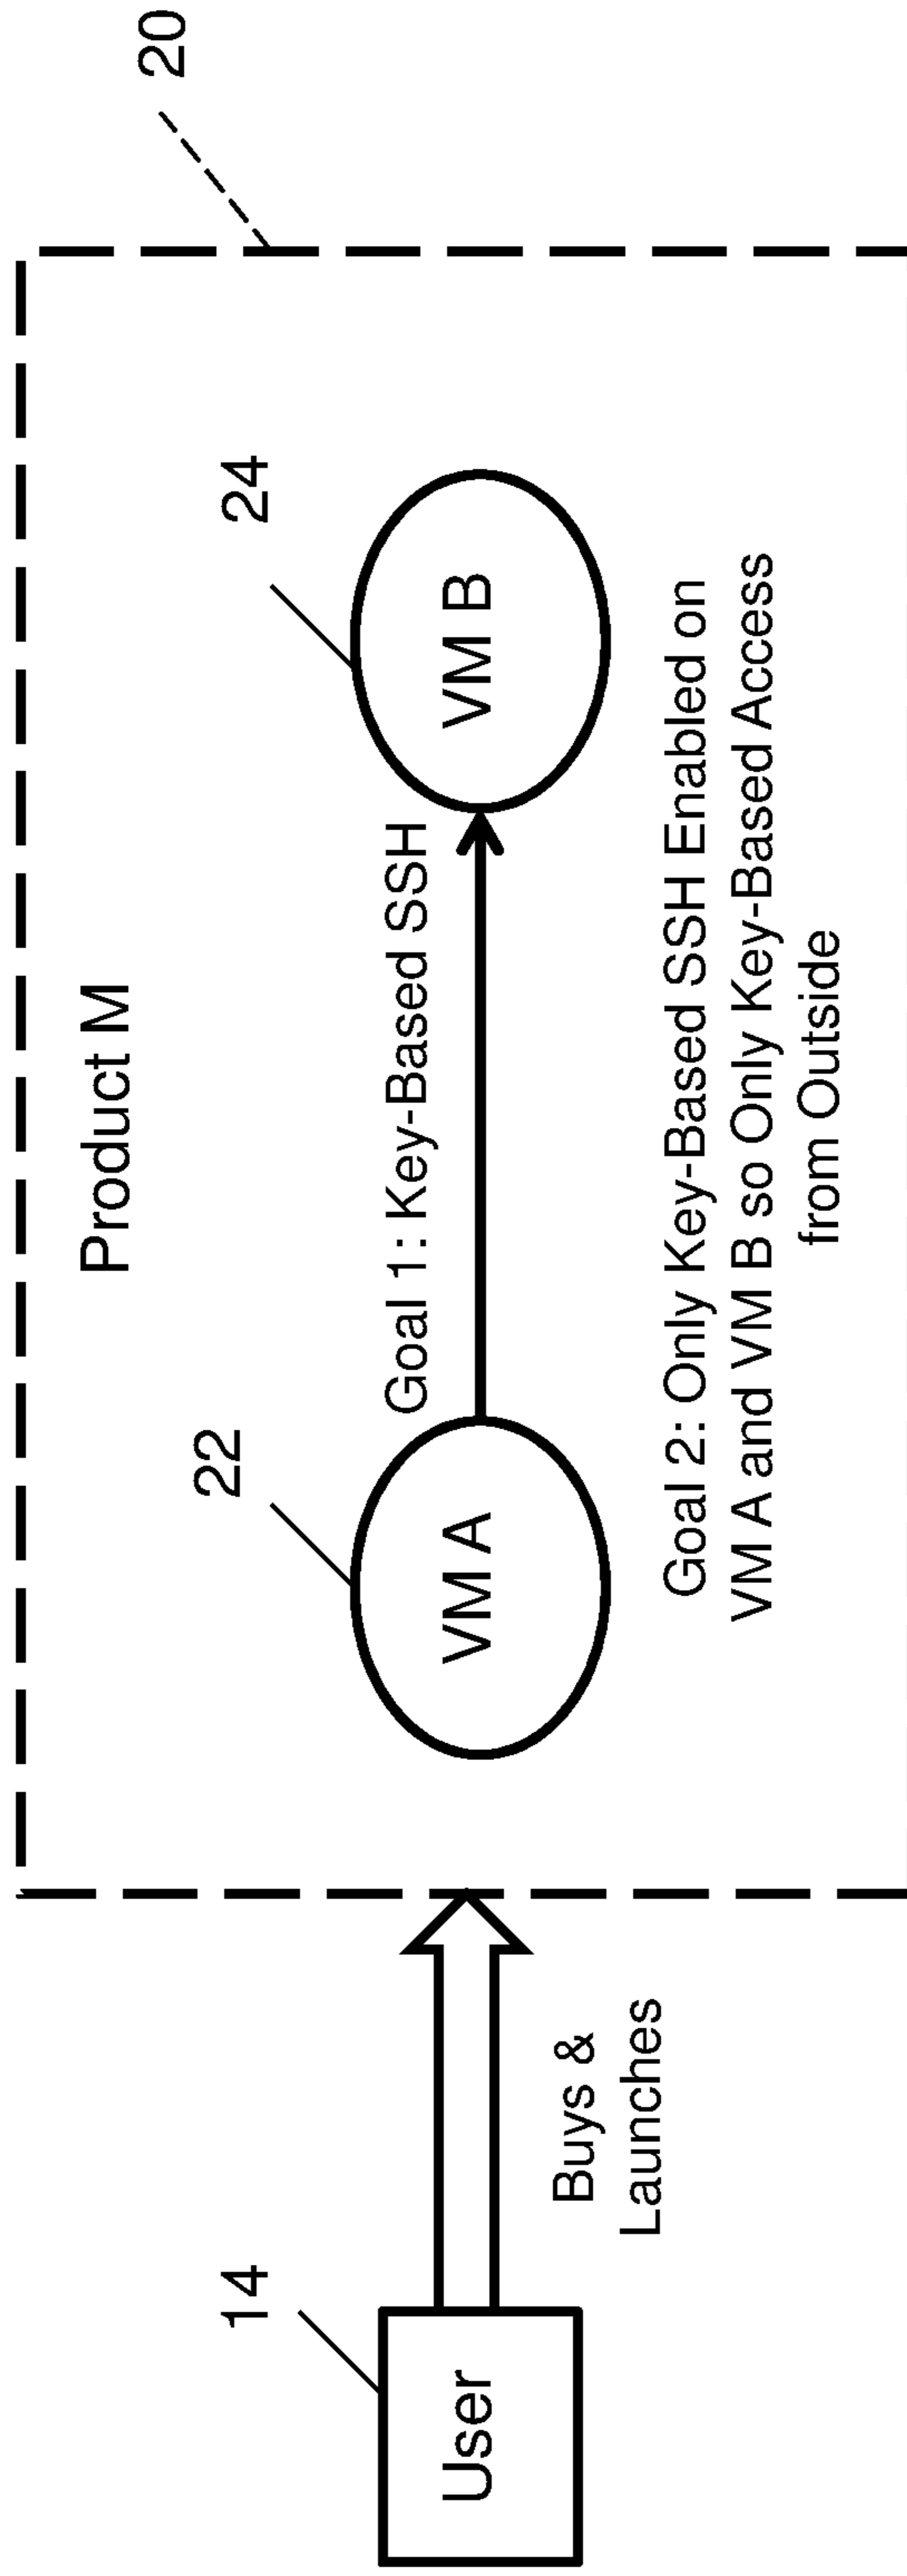 20
Product M
14
22
24
User
Buys &
Launches
VM A
Goal 1: Key-Based SSH
VM B
Goal 2: Only Key-Based SSH Enabled on
VM A and VM B so Only Key-Based Access
from Outside